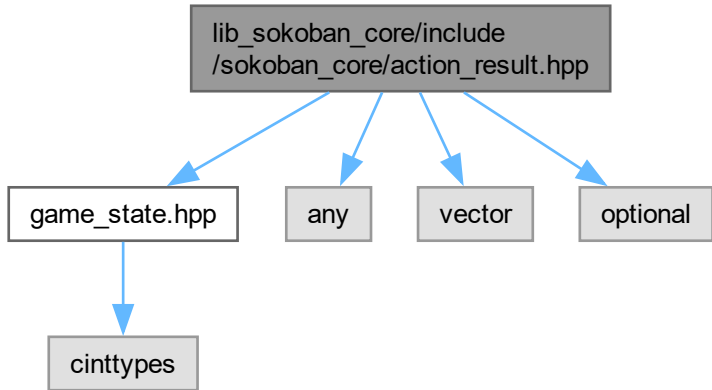 lib_sokoban_core/include
/sokoban_core/action_result.hpp
game_state.hpp
any
vector
optional
cinttypes